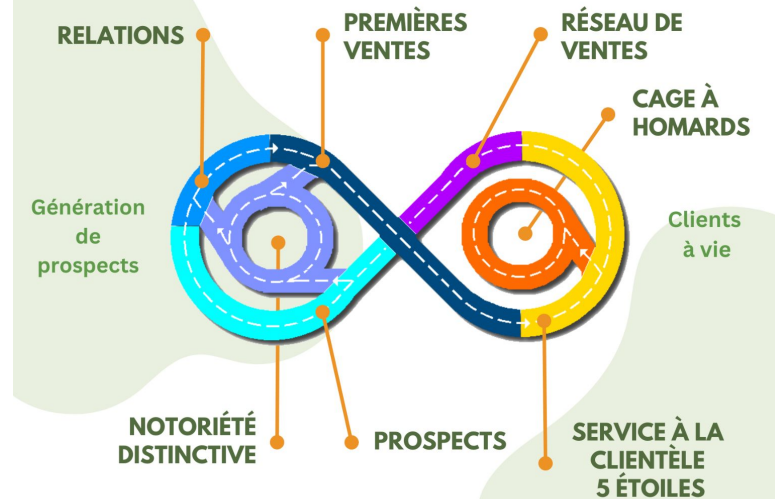 RELATIONS
PREMIÈRES
VENTES
RÉSEAU DE
VENTES
CAGE À
HOMARDS
Génération
de
prospects
Clients
à vie
NOTORIÉTÉ
DISTINCTIVE
PROSPECTS
SERVICE À LA
CLIENTÈLE
5 ÉTOILES